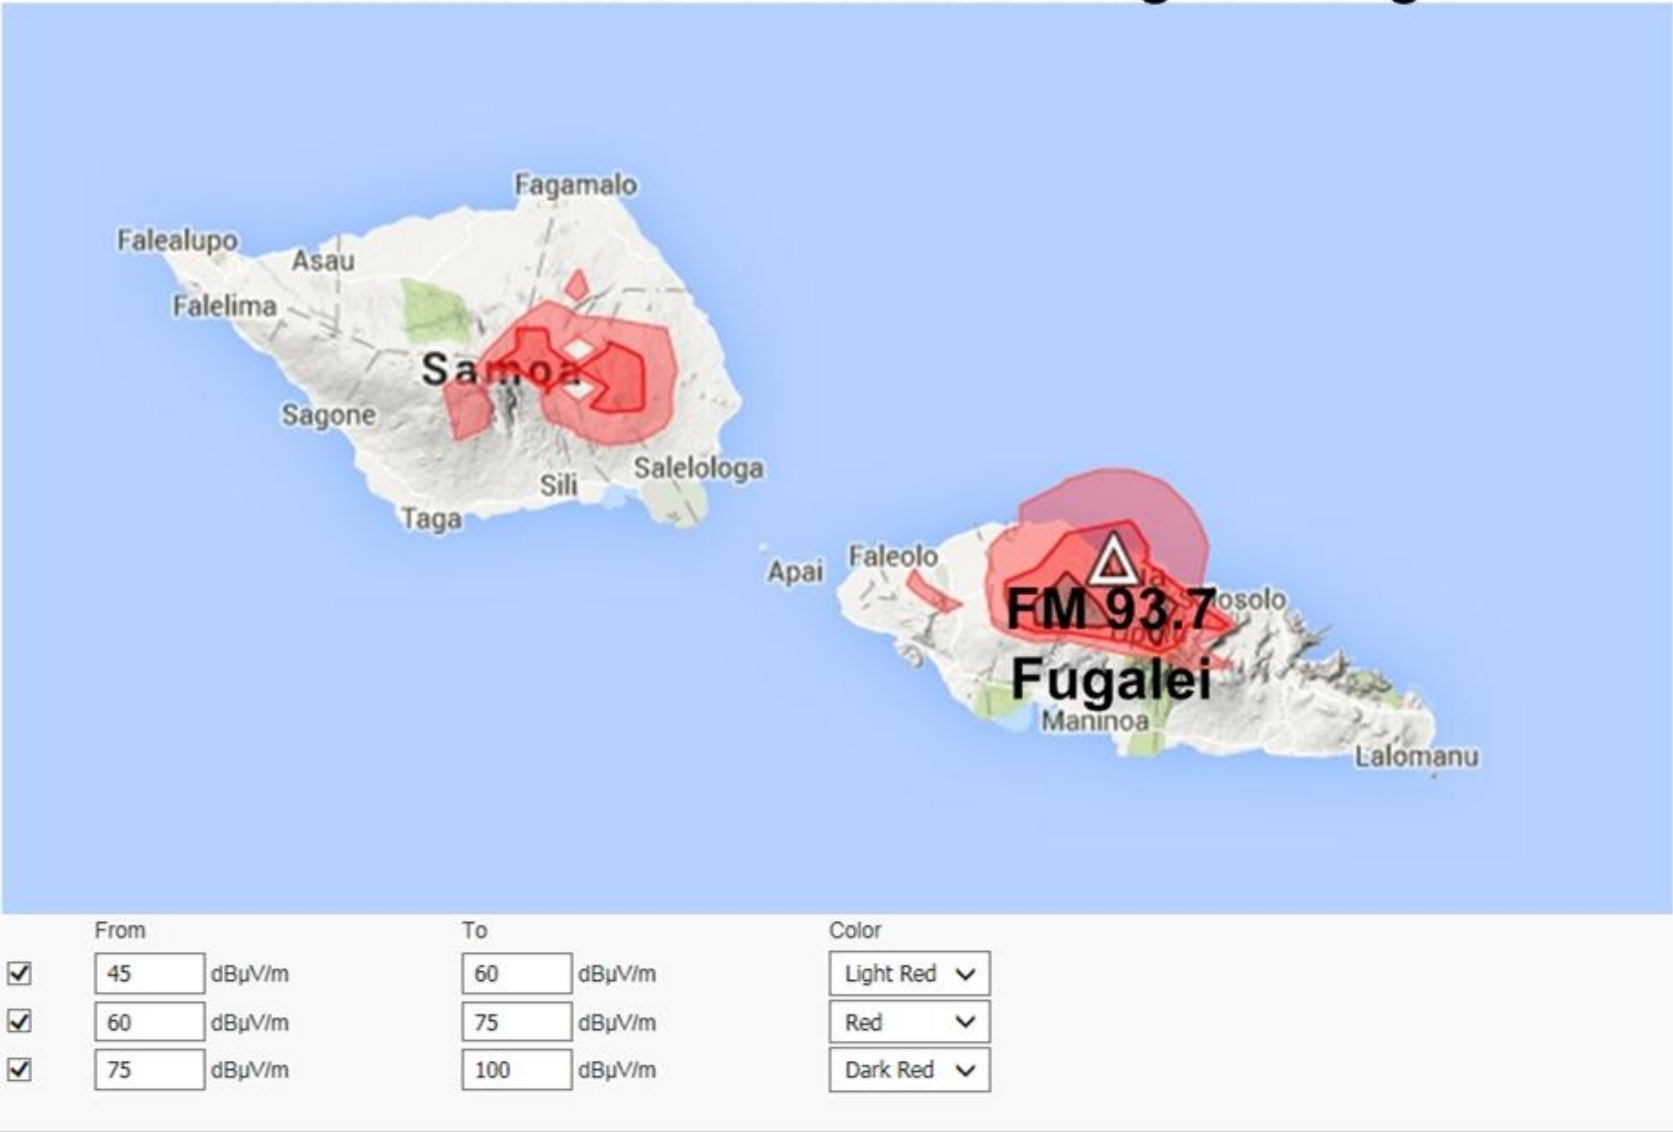 Fagamalo
Falealupo
Asau
Falelima
Samoa
Sagone
Salelologa
Sili
Taga
Apai
Faleolo
FM 93.7
Fugalei
Maninoa
Lalomanu
From To Color
45 dBµV/m 60 dBµV/m Light Red
60 dBµV/m 75 dBµV/m Red
75 dBµV/m 100 dBµV/m Dark Red